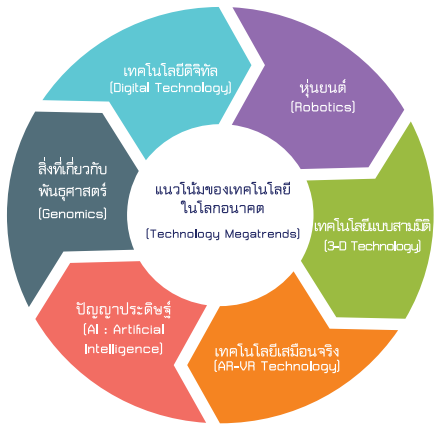 แนวโน้มของเทคโนโลยี
ในโลกอนาคต
(Technology Megatrends)
เทคโนโลยีดิจิทัล
(Digital Technology)
หุ่นยนต์
(Robotics)
เทคโนโลยีแบบสามมิติ
(3-D Technology)
เทคโนโลยีเสมือนจริง
(AR-VR Technology)
ปัญญาประดิษฐ์
(AI : Artificial
Intelligence)
สิ่งที่เกี่ยวกับ
พันธุศาสตร์
(Genomics)